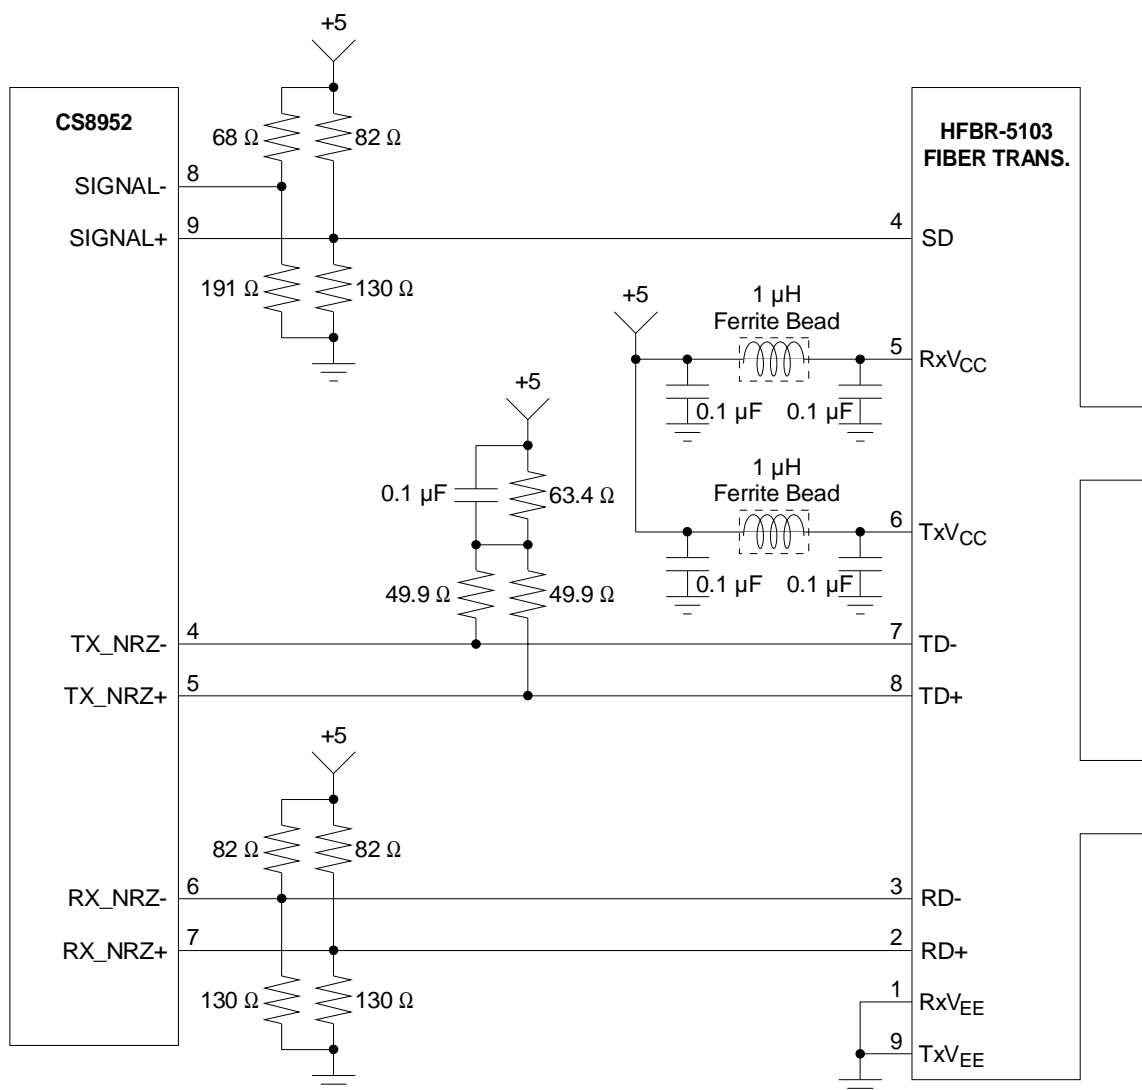 +5
CS8952
68 Ω
82 Ω
HFBR-5103
FIBER TRANS.
SIGNAL-
8
SIGNAL+
9
4
SD
191 Ω
130 Ω
+5
1 µH
Ferrite Bead
5
RxVCC
0.1 µF
0.1 µF
+5
1 µH
Ferrite Bead
0.1 µF
63.4 Ω
6
TxVCC
0.1 µF
0.1 µF
49.9 Ω
49.9 Ω
TX_NRZ-
4
7
TD-
TX_NRZ+
5
8
TD+
+5
82 Ω
82 Ω
RX_NRZ-
6
3
RD-
RX_NRZ+
7
2
RD+
130 Ω
130 Ω
1
RxVEE
9
TxVEE